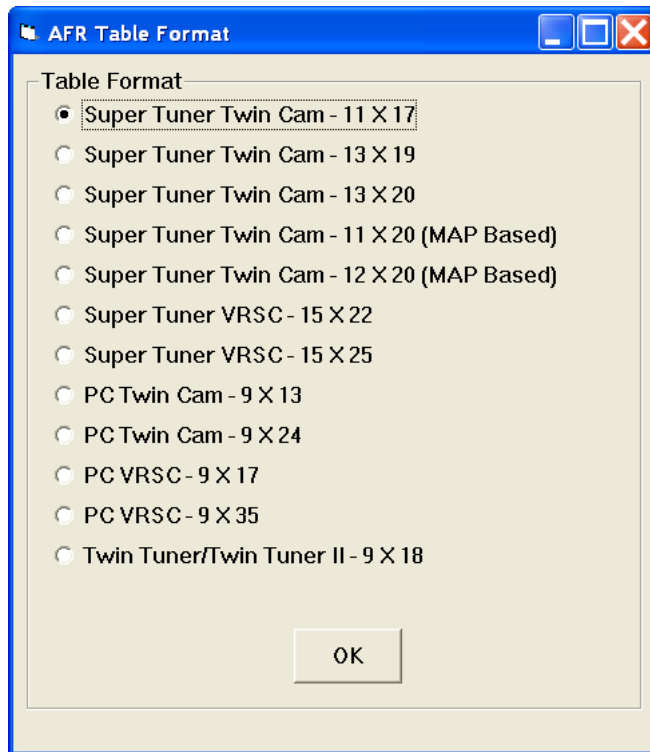 AFR Table Format
Table Format
Super Tuner Twin Cam - 11 X 17
Super Tuner Twin Cam - 13 X 19
Super Tuner Twin Cam - 13 X 20
Super Tuner Twin Cam - 11 X 20 (MAP Based)
Super Tuner Twin Cam - 12 X 20 (MAP Based)
Super Tuner VRSC - 15 X 22
Super Tuner VRSC - 15 X 25
PC Twin Cam - 9 X 13
PC Twin Cam - 9 X 24
PC VRSC - 9 X 17
PC VRSC - 9 X 35
Twin Tuner/Twin Tuner II - 9 X 18
OK